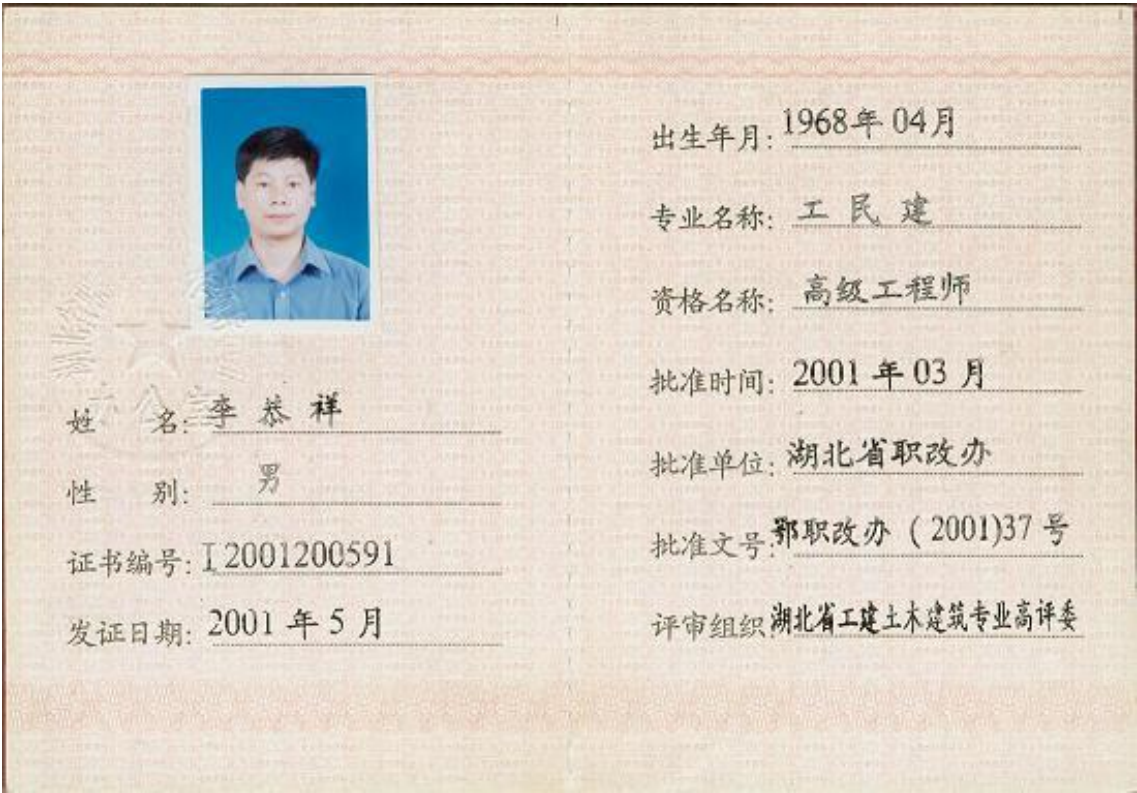 姓 名: 李恭祥
性 别: 男
证书编号: I2001200591
发证日期: 2001年5月
出生年月: 1968年04月
专业名称: 工民建
资格名称: 高级工程师
批准时间: 2001年03月
批准单位: 湖北省职改办
批准文号: 鄂职改办(2001)37号
评审组织 湖北省工建土木建筑专业高评委